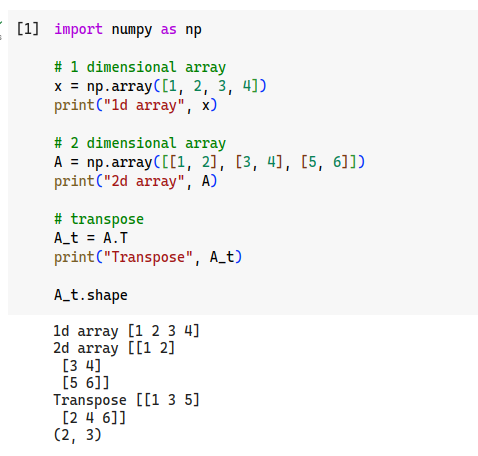 [1] import numpy as np
# 1 dimensional array
x = np.array([1, 2, 3, 4])
print("1d array", x)
# 2 dimensional array
A = np.array([[1, 2], [3, 4], [5, 6]])
print("2d array", A)
# transpose
A_t = A.T
print("Transpose", A_t)
A_t.shape
1d array [1 2 3 4]
2d array [[1 2]
 [3 4]
 [5 6]]
Transpose [[1 3 5]
 [2 4 6]]
(2, 3)